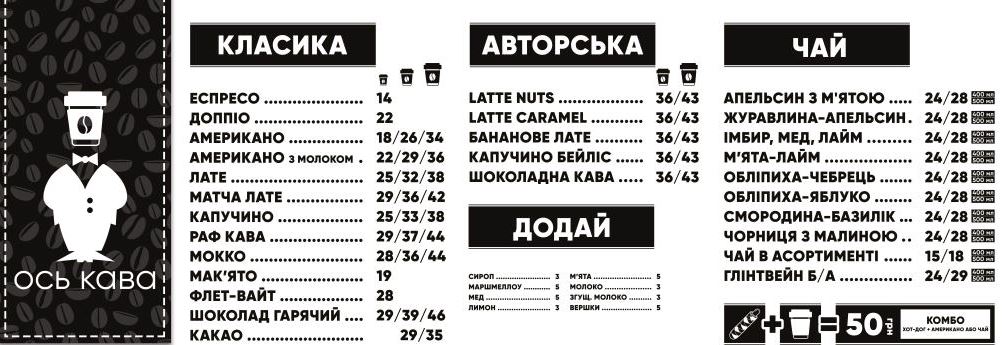 ось кава
КЛАСИКА
ЕСПРЕСО ...................... 14
ДОППІО ......................... 22
АМЕРИКАНО .................. 18/26/34
АМЕРИКАНО З МОЛОКОМ . 22/29/36
ЛАТЕ .............................. 25/32/38
МАТЧА ЛАТЕ .................. 29/36/42
КАПУЧИНО .................... 25/33/38
РАФ КАВА ...................... 29/37/44
МОККО .......................... 28/36/44
МАК'ЯТО ........................ 19
ФЛЕТ-ВАЙТ ................... 28
ШОКОЛАД ГАРЯЧИЙ .... 29/39/46
КАКАО ........................... 29/35
АВТОРСЬКА
LATTE NUTS ................... 36/43
LATTE CARAMEL ............ 36/43
БАНАНОВЕ ЛАТЕ ........... 36/43
КАПУЧИНО БЕЙЛІС ....... 36/43
ШОКОЛАДНА КАВА ..... 36/43
ДОДАЙ
СИРОП ........................ 3
МАРШМЕЛЛОУ ........ 5
МЕД ............................ 5
ЛИМОН ...................... 3
М'ЯТА ......................... 5
МОЛОКО .................... 3
ЗГУЩ. МОЛОКО ........ 3
ВЕРШКИ ..................... 5
ЧАЙ
АПЕЛЬСИН З М'ЯТОЮ ..... 24/28 400 мл 500 мл
ЖУРАВЛИНА-АПЕЛЬСИН. 24/28 400 мл 500 мл
ІМБИР, МЕД, ЛАЙМ ......... 24/28 400 мл 500 мл
М'ЯТА-ЛАЙМ ................... 24/28 400 мл 500 мл
ОБЛІПИХА-ЧЕБРЕЦЬ ....... 24/28 400 мл 500 мл
ОБЛІПИХА-ЯБЛУКО ........ 24/28 400 мл 500 мл
СМОРОДИНА-БАЗИЛІК ... 24/28 400 мл 500 мл
ЧОРНИЦЯ З МАЛИНОЮ .. 24/28 400 мл 500 мл
ЧАЙ В АСОРТИМЕНТІ ...... 15/18 400 мл 500 мл
ГЛІНТВЕЙН Б/А ................ 24/29 400 мл 500 мл
+ = 50 грн
КОМБО
ХОТ-ДОГ + АМЕРИКАНО АБО ЧАЙ